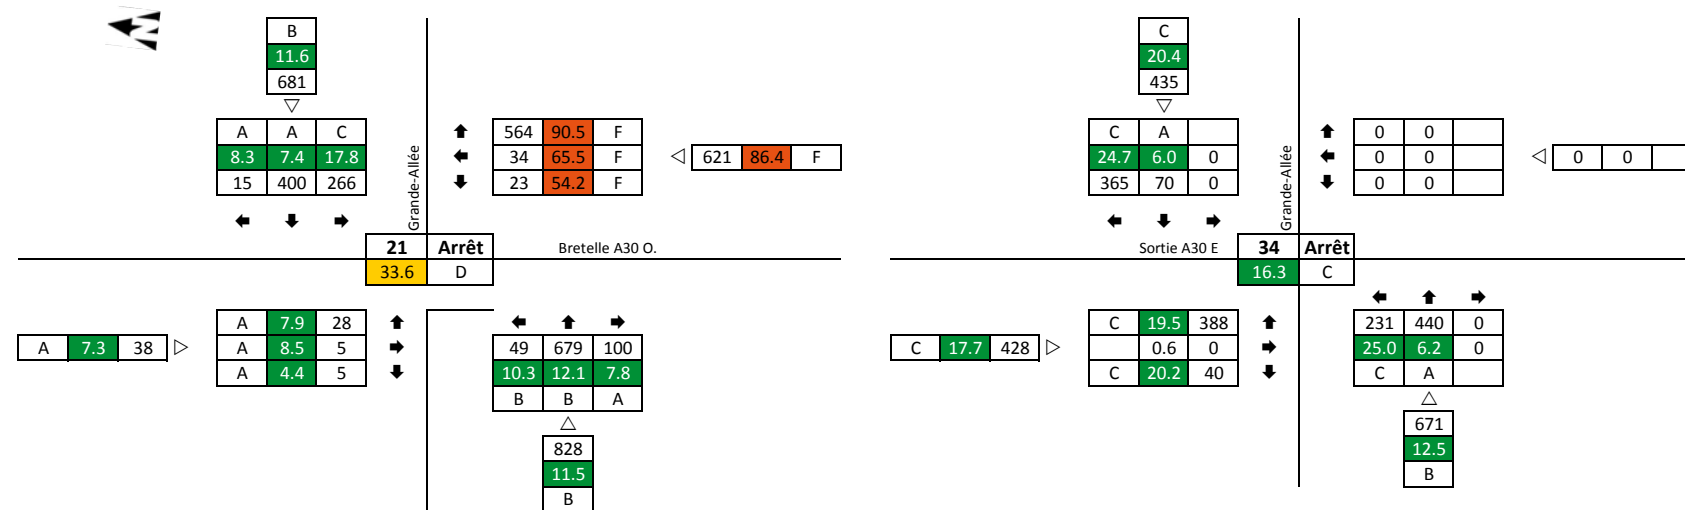 B
11.6
681
A A C
8.3 7.4 17.8
15 400 266
Grande-Allée
564 90.5 F
34 65.5 F
23 54.2 F
621 86.4 F
21 Arrêt
33.6 D
Bretelle A30 O.
A 7.3 38
A 7.9 28
A 8.5 5
A 4.4 5
49 679 100
10.3 12.1 7.8
B B A
828
11.5
B
C
20.4
435
C A
24.7 6.0 0
365 70 0
Grande-Allée
0 0
0 0
0 0
0 0
Sortie A30 E
34 Arrêt
16.3 C
C 17.7 428
C 19.5 388
0.6 0
C 20.2 40
231 440 0
25.0 6.2 0
C A
671
12.5
B